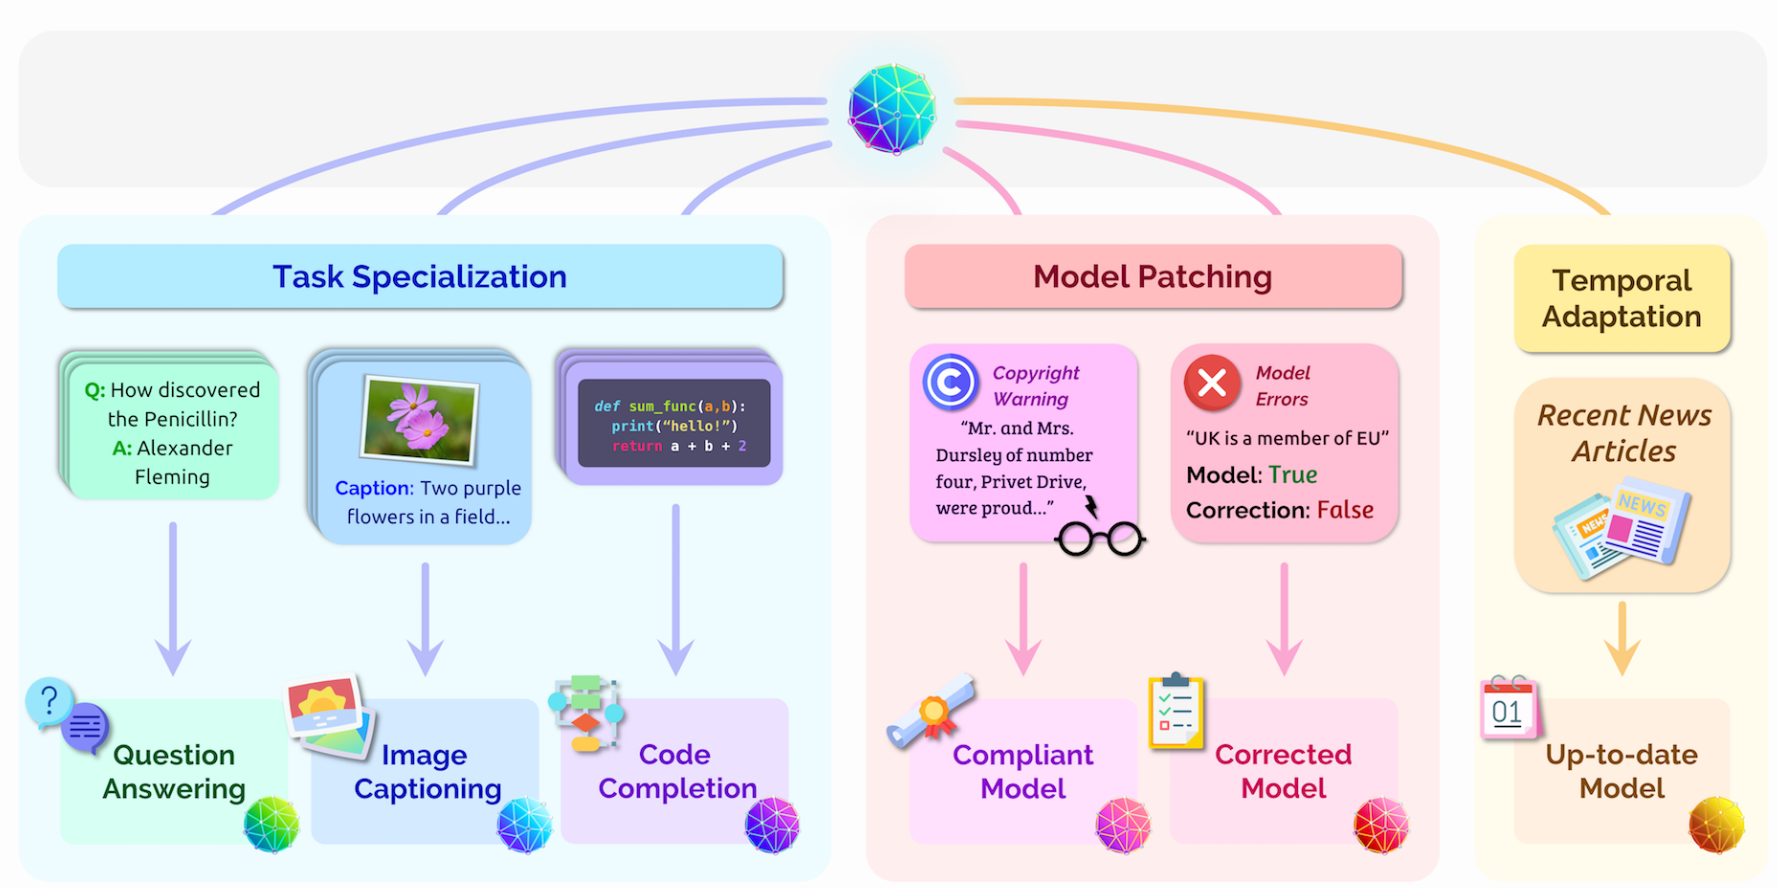 Task Specialization
Q: How discovered
the Penicillin?
A: Alexander
Fleming
Caption: Two purple
flowers in a field...
def sum_func(a,b):
print(“hello!”)
return a + b + 2
Question
Answering
Image
Captioning
Code
Completion
Model Patching
Copyright
Warning
“Mr. and Mrs.
Dursley of number
four, Privet Drive,
were proud...”
Model
Errors
“UK is a member of EU”
Model: True
Correction: False
Compliant
Model
Corrected
Model
Temporal
Adaptation
Recent News
Articles
NEWS
NEWS
01
Up-to-date
Model